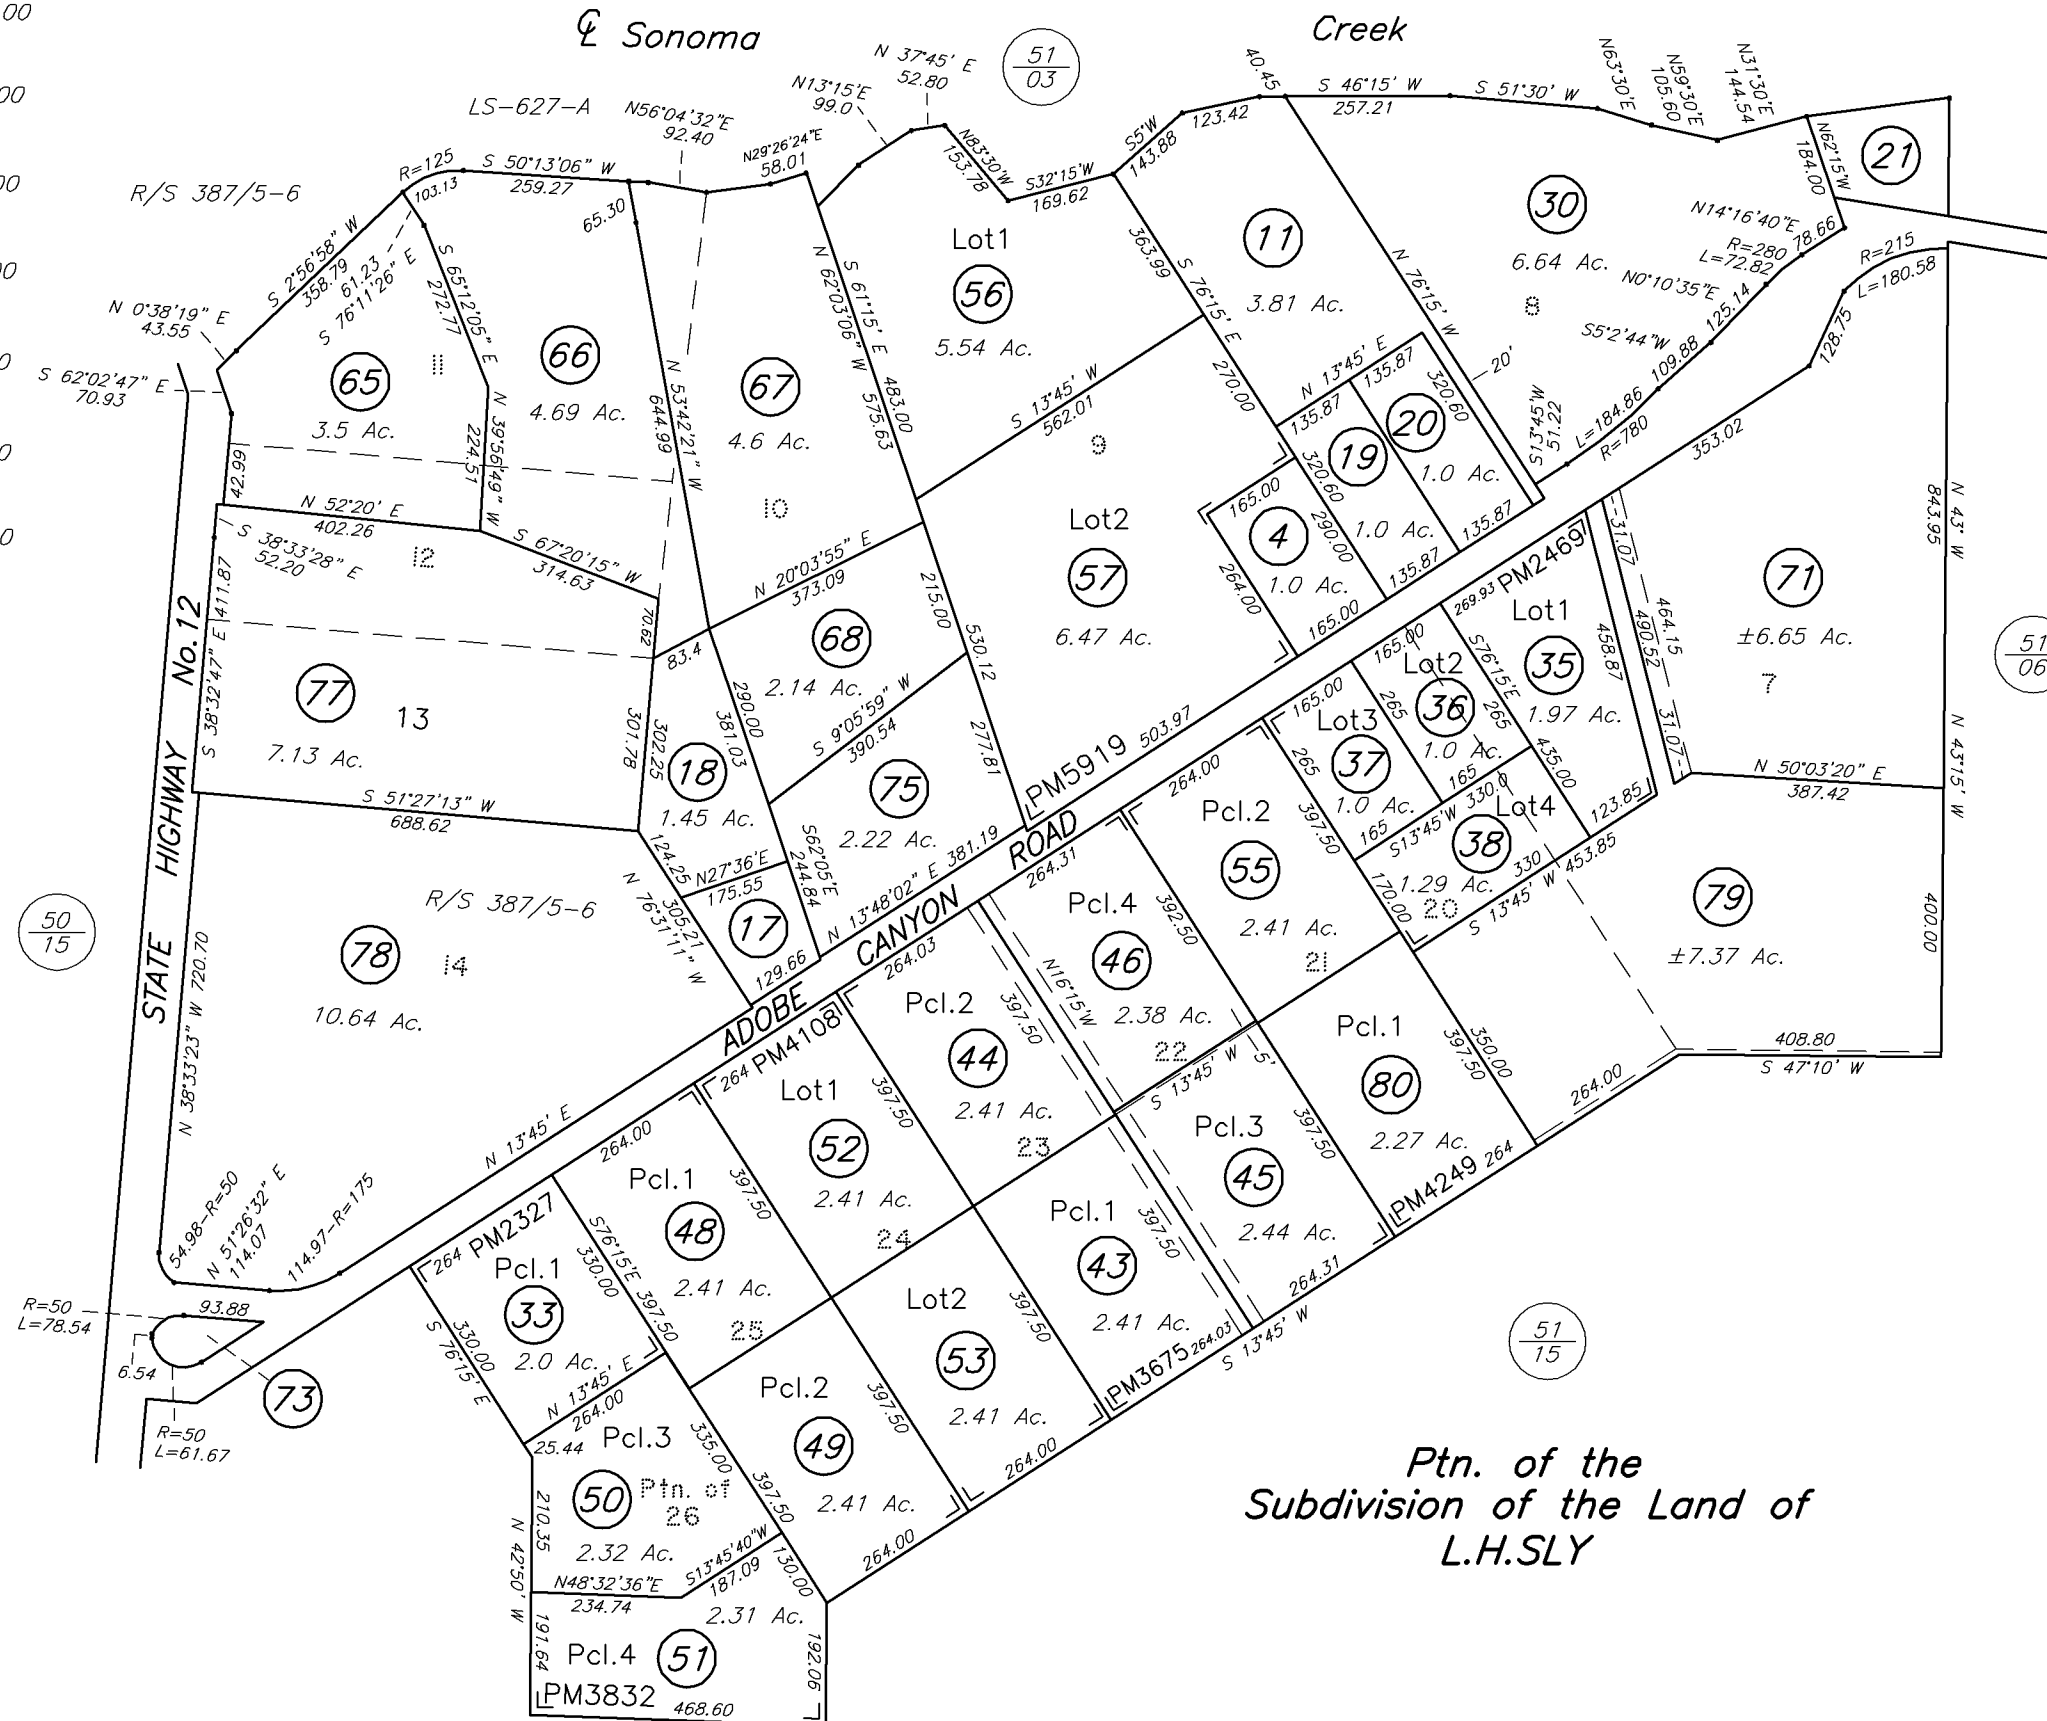 00
00
00
00
0
0
0
℄ Sonoma
Creek
51
03
LS-627-A
R/S 387/5-6
N56°04'32"E
92.40
N29°26'24"E
58.01
N13°15'E
99.0
N 37°45' E
52.80
N83°30'W
153.78
S32°15'W
169.62
S5°W
143.88
123.42
40.45
S 46°15' W
257.21
S 51°30' W
N63°30'E
N59°30'E
105.60
N31°30'E
144.54
N62°15'W
184.00
21
R=125
103.13
S 50°13'06" W
259.27
65.30
S 2°56'58" W
358.79
61.23
S 76°11'26" E
S 65°12'05" E
272.77
N 0°38'19" E
43.55
S 62°02'47" E
70.93
65
11
3.5 Ac.
66
4.69 Ac.
N 39°56'49" W
224.51
42.99
N 53°42'21" W
644.99
67
4.6 Ac.
10
N 62°03'06" W
575.63
S 61°15' E
483.00
Lot1
56
5.54 Ac.
S 13°45' W
562.01
9
363.99
S 76°15' E
270.00
11
3.81 Ac.
N 76°15' W
20'
30
6.64 Ac.
8
N14°16'40"E
78.66
R=280
L=72.82
N0°10'35"E
125.14
S5°2'44"W
109.88
L=184.86
R=780
S13°45'W
51.22
R=215
L=180.58
128.75
353.02
N 13°45' E
135.87
135.87
320.60
320.60
19
1.0 Ac.
20
1.0 Ac.
135.87
135.87
165.00
4
1.0 Ac.
290.00
264.00
165.00
Lot2
57
6.47 Ac.
N 52°20' E
402.26
S 38°33'28" E
52.20
12
S 67°20'15" W
314.63
70.62
83.4
N 20°03'55" E
373.09
68
2.14 Ac.
215.00
530.12
S 9°05'59" W
390.54
277.81
411.87
S 38°32'47" E
77
13
7.13 Ac.
301.78
302.25
S 51°27'13" W
688.62
18
1.45 Ac.
290.00
381.03
75
2.22 Ac.
S62°05'E
244.84
N27°36'E
175.55
17
129.66
124.25
305.21
N 76°31'11" W
N 13°48'02" E 381.19
PM5919 503.97
STATE HIGHWAY No. 12
50
15
R/S 387/5-6
78
14
10.64 Ac.
N 38°33'23" W 720.70
ADOBE CANYON ROAD
N 13°45' E
54.98-R=50
N 51°26'32" E
114.07
114.97-R=175
R=50
L=78.54
93.88
6.54
73
R=50
L=61.67
PM2469
269.93
31.07
464.15
490.52
31.07
458.87
71
±6.65 Ac.
7
843.95
N 43° W
51
06
N 43°15' W
N 50°03'20" E
387.42
Lot1
35
1.97 Ac.
S76°15'E
265
435.00
123.85
165.00
Lot2
36
1.0 Ac.
165.00
Lot3
37
1.0 Ac.
265
265
165
165
S13°45'W 330.0
Lot4
38
1.29 Ac.
20
170.00
330
S 13°45' W 453.85
79
±7.37 Ac.
400.00
408.80
S 47°10' W
264.00
264.00
Pcl.2
55
2.41 Ac.
21
397.50
264.31
Pcl.4
46
2.38 Ac.
22
392.50
N16°15'W
5'
S 13°45' W
264.03
Pcl.2
44
2.41 Ac.
23
397.50
PM4108
264
Lot1
52
2.41 Ac.
24
397.50
264.00
Pcl.1
48
2.41 Ac.
25
397.50
PM2327
264
Pcl.1
33
2.0 Ac.
S76°15'E
330.00
397.50
330.00
S 76°15' E
N 13°45' E
264.00
25.44
Pcl.3
50
Ptn. of
26
2.32 Ac.
210.35
N 42°50' W
335.00
397.50
130.00
S13°45'40"W
187.09
N48°32'36"E
234.74
2.31 Ac.
191.64
Pcl.4
51
PM3832
468.60
192.06
Pcl.2
49
2.41 Ac.
264.00
397.50
Lot2
53
2.41 Ac.
264.00
397.50
Pcl.1
43
2.41 Ac.
397.50
PM3675 264.03
S 13°45' W
Pcl.3
45
2.44 Ac.
264.31
397.50
Pcl.1
80
2.27 Ac.
350.00
397.50
PM4249 264
51
15
Ptn. of the
Subdivision of the Land of
L.H.SLY